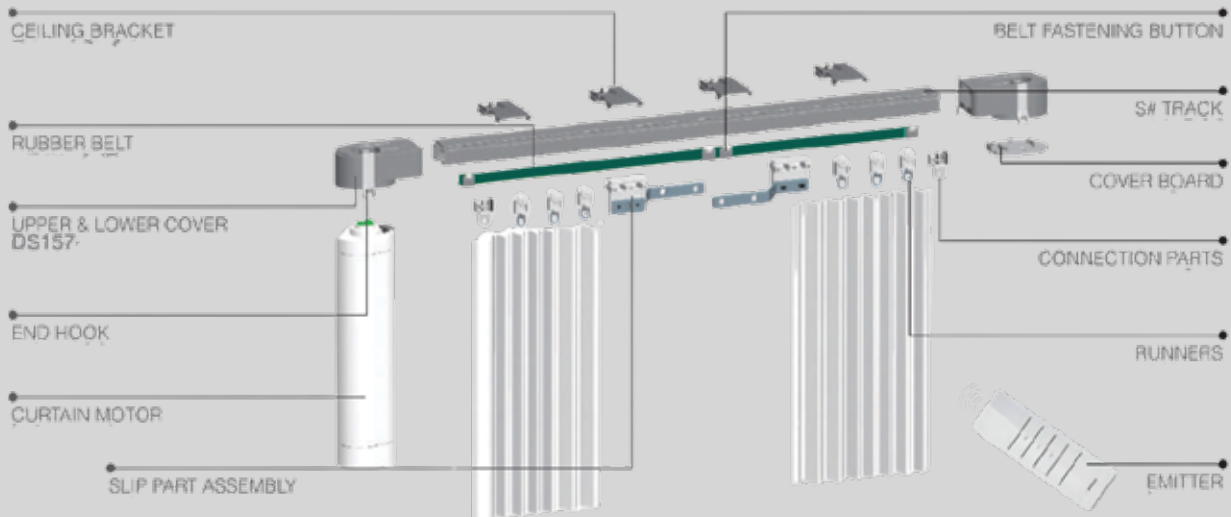 CEILING BRACKET
BELT FASTENING BUTTON
S# TRACK
RUBBER BELT
COVER BOARD
UPPER & LOWER COVER
DS157
CONNECTION PARTS
END HOOK
RUNNERS
CURTAIN MOTOR
SLIP PART ASSEMBLY
EMITTER